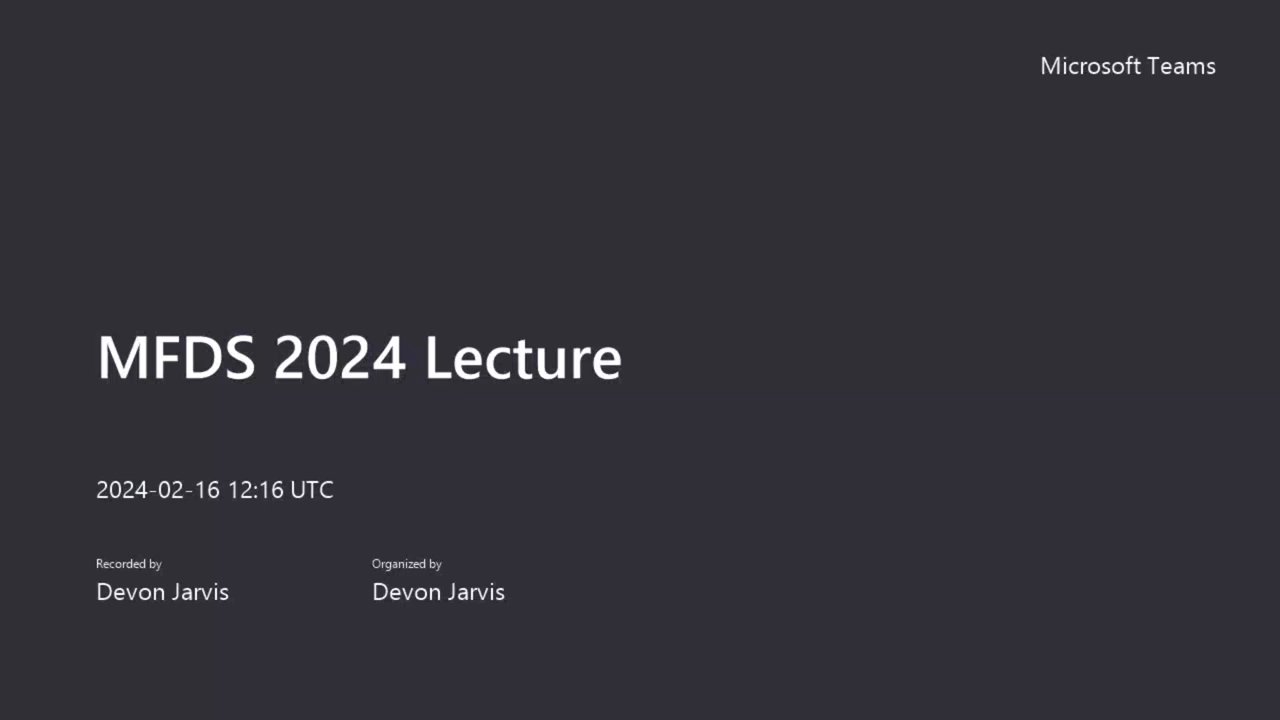 Microsoft Teams
MFDS 2024 Lecture
2024-02-16 12:16 UTC
Recorded by
Devon Jarvis
Organized by
Devon Jarvis